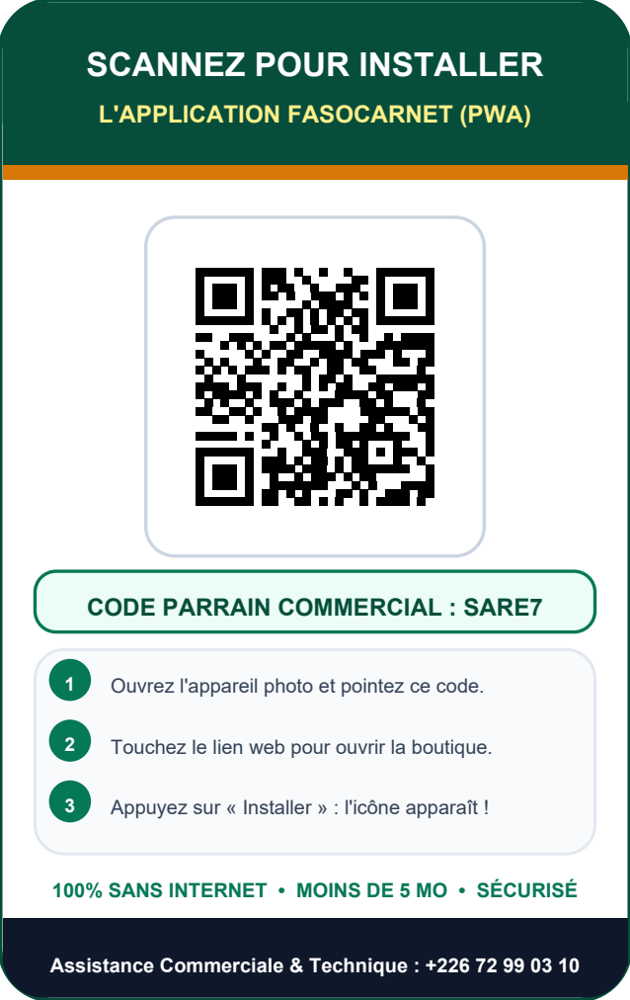 SCANNEZ POUR INSTALLER
L'APPLICATION FASOCARNET (PWA)
CODE PARRAIN COMMERCIAL : SARE7
1 Ouvrez l'appareil photo et pointez ce code.
2 Touchez le lien web pour ouvrir la boutique.
3 Appuyez sur « Installer » : l'icône apparaît !
100% SANS INTERNET • MOINS DE 5 MO • SÉCURISÉ
Assistance Commerciale & Technique : +226 72 99 03 10